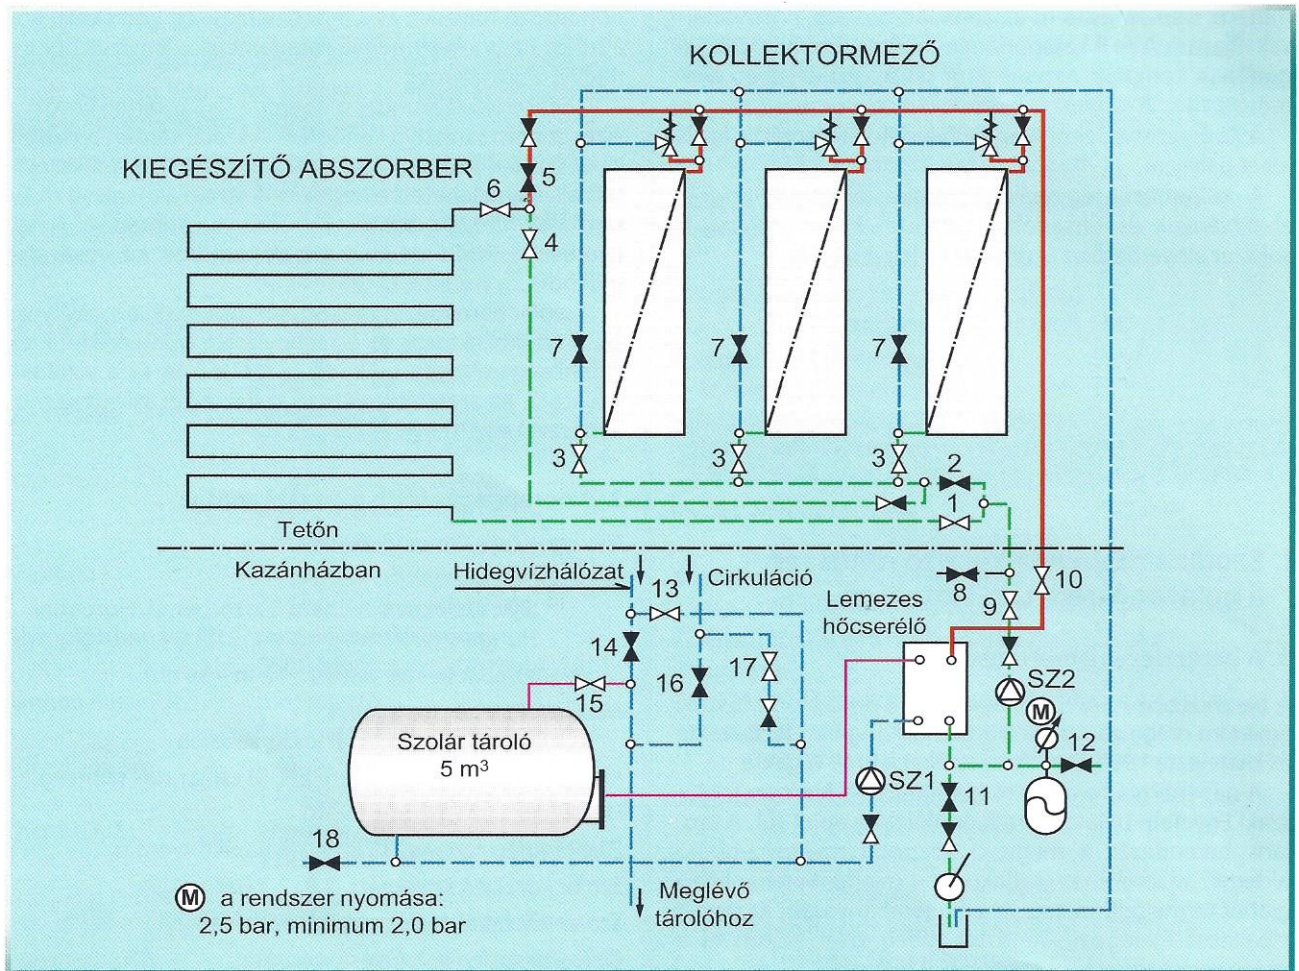 KOLLEKTORMEZŐ
KIEGÉSZÍTŐ ABSZORBER
5
6
4
7
7
7
3
3
3
2
1
Tetőn
Kazánházban
Hidegvízhálózat
Cirkuláció
13
8
9
10
Lemezes
hőcserélő
14
15
16
17
SZ2
M
12
Szolár tároló
5 m³
SZ1
11
18
M a rendszer nyomása:
2,5 bar, minimum 2,0 bar
Meglévő
tárolóhoz